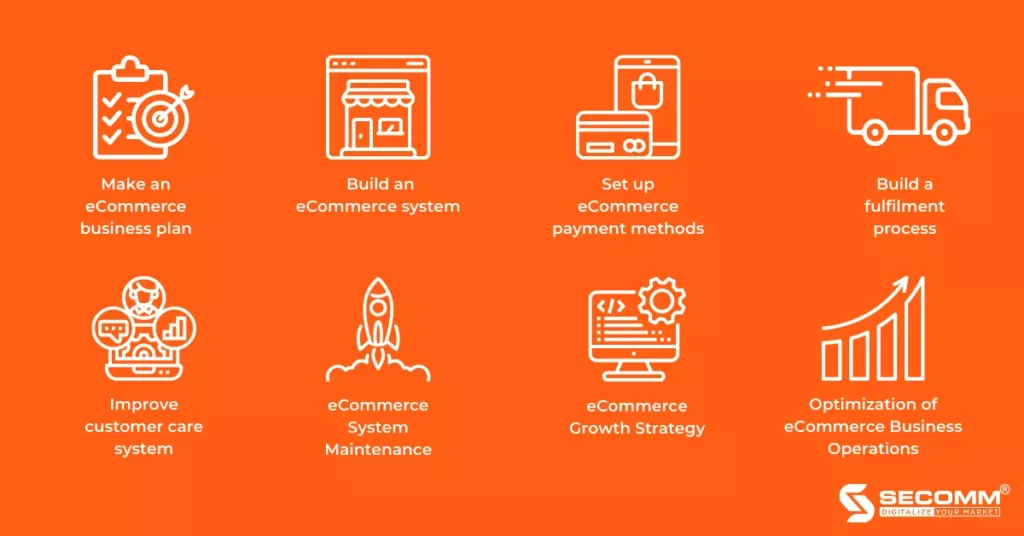 Make an
eCommerce
business plan
Build an
eCommerce system
Set up
eCommerce
payment methods
Build a
fulfilment
process
Improve
customer care
system
eCommerce
System
Maintenance
eCommerce
Growth Strategy
Optimization of
eCommerce Business
Operations
SECOMM®
DIGITALIZE YOUR MARKET